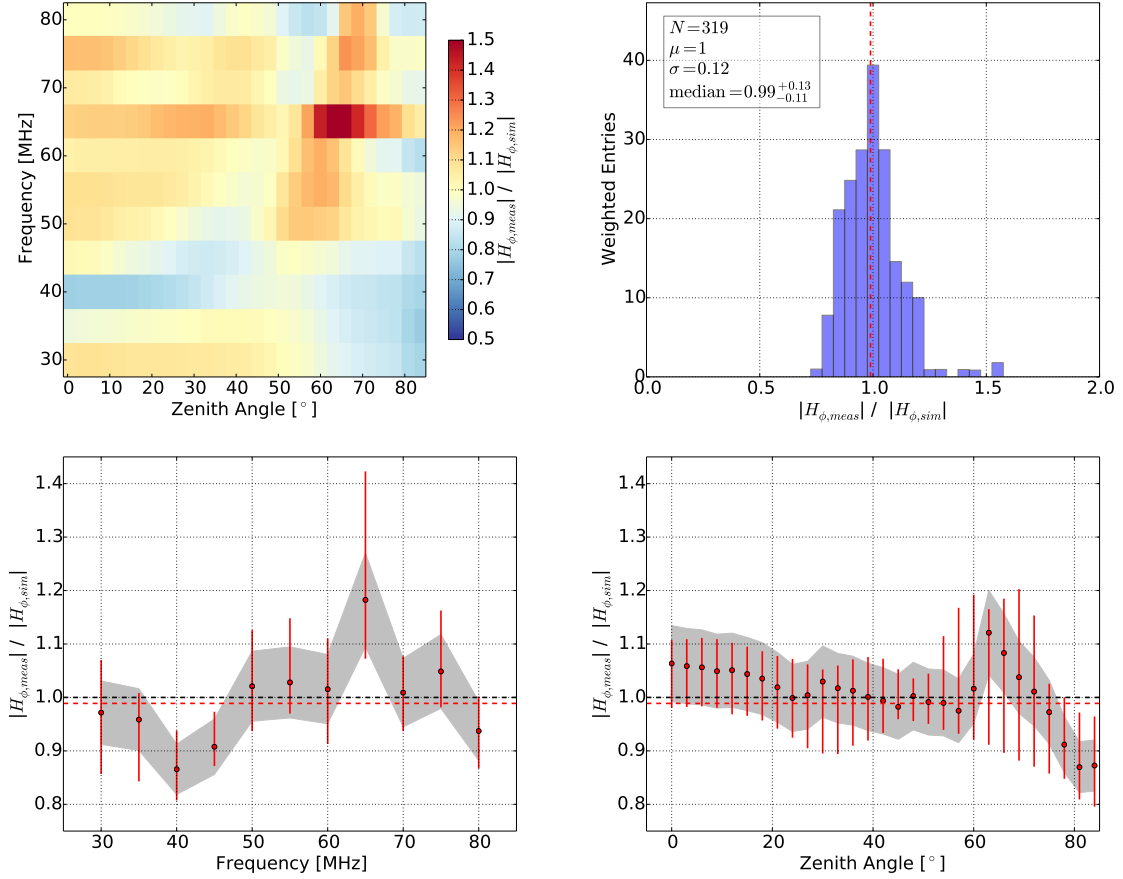 80
70
60
50
40
30
Frequency [MHz]
0 10 20 30 40 50 60 70 80
Zenith Angle [°]
1.5
1.4
1.3
1.2
1.1
1.0
0.9
0.8
0.7
0.6
0.5
|H_{ϕ,meas}| / |H_{ϕ,sim}|
N = 319
μ = 1
σ = 0.12
median = 0.99^{+0.13}_{−0.11}
40
30
20
10
0
Weighted Entries
0.0 0.5 1.0 1.5 2.0
|H_{ϕ,meas}| / |H_{ϕ,sim}|
1.4
1.3
1.2
1.1
1.0
0.9
0.8
|H_{ϕ,meas}| / |H_{ϕ,sim}|
30 40 50 60 70 80
Frequency [MHz]
1.4
1.3
1.2
1.1
1.0
0.9
0.8
|H_{ϕ,meas}| / |H_{ϕ,sim}|
0 20 40 60 80
Zenith Angle [°]